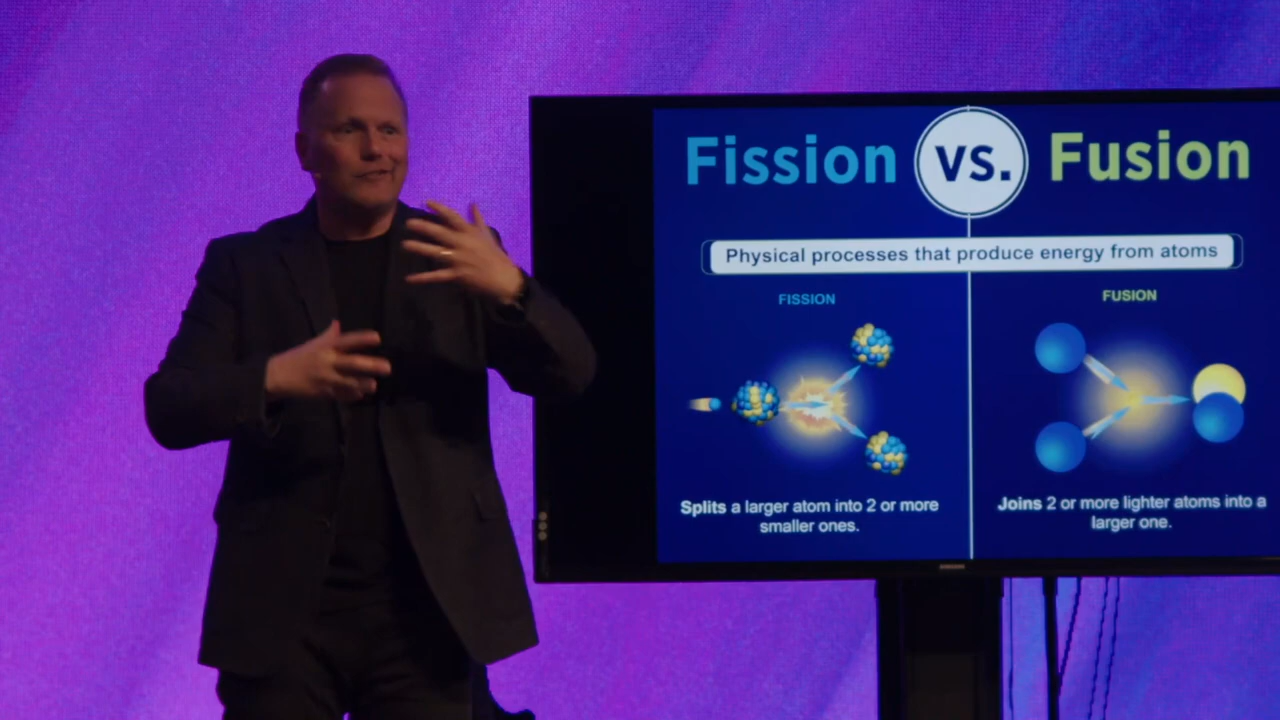 Fission vs. Fusion
Physical processes that produce energy from atoms
FISSION
Splits a larger atom into 2 or more
smaller ones.
FUSION
Joins 2 or more lighter atoms into a
larger one.
SAMSUNG